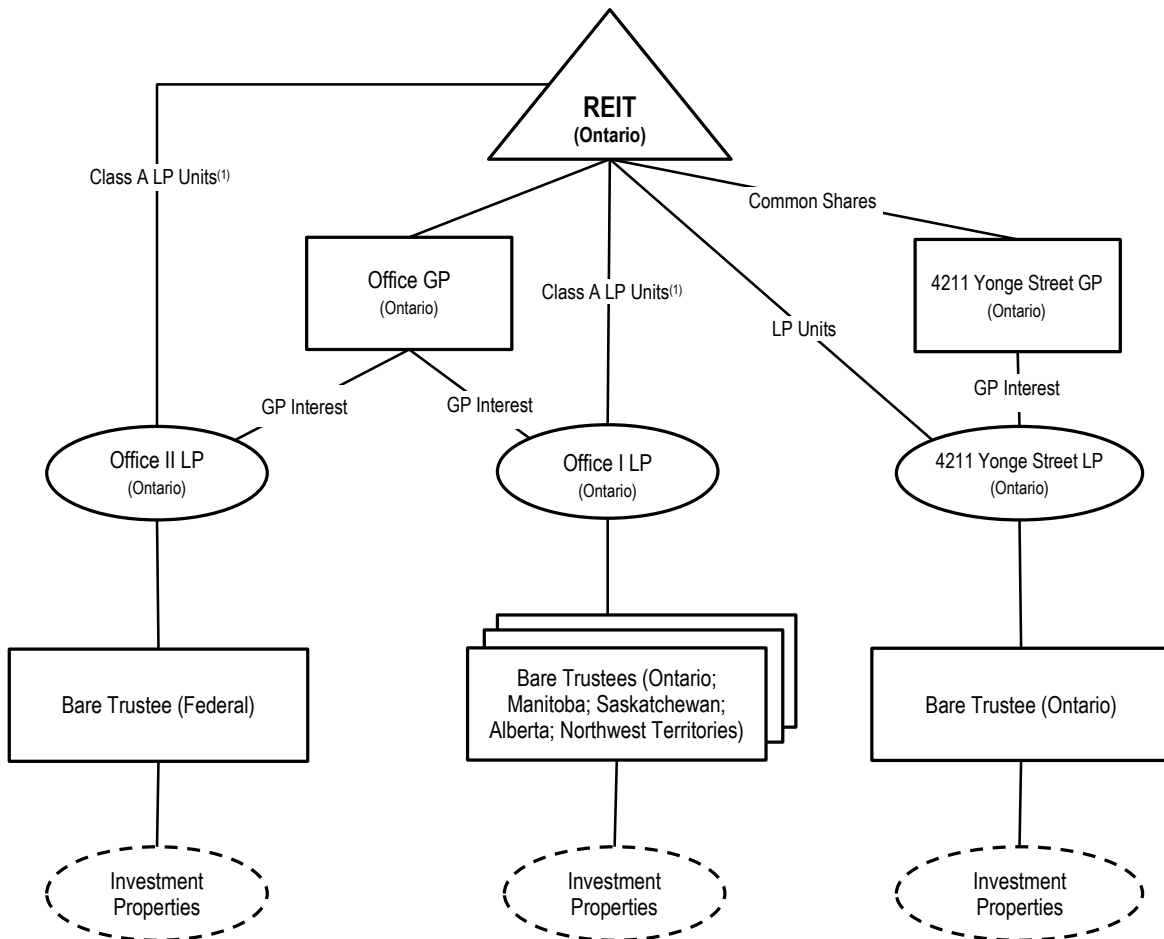 REIT
(Ontario)
Class A LP Units(1)
Common Shares
Office GP
(Ontario)
Class A LP Units(1)
4211 Yonge Street GP
(Ontario)
LP Units
GP Interest
GP Interest
GP Interest
Office II LP
(Ontario)
Office I LP
(Ontario)
4211 Yonge Street LP
(Ontario)
Bare Trustee (Federal)
Bare Trustees (Ontario;
Manitoba; Saskatchewan;
Alberta; Northwest Territories)
Bare Trustee (Ontario)
Investment
Properties
Investment
Properties
Investment
Properties